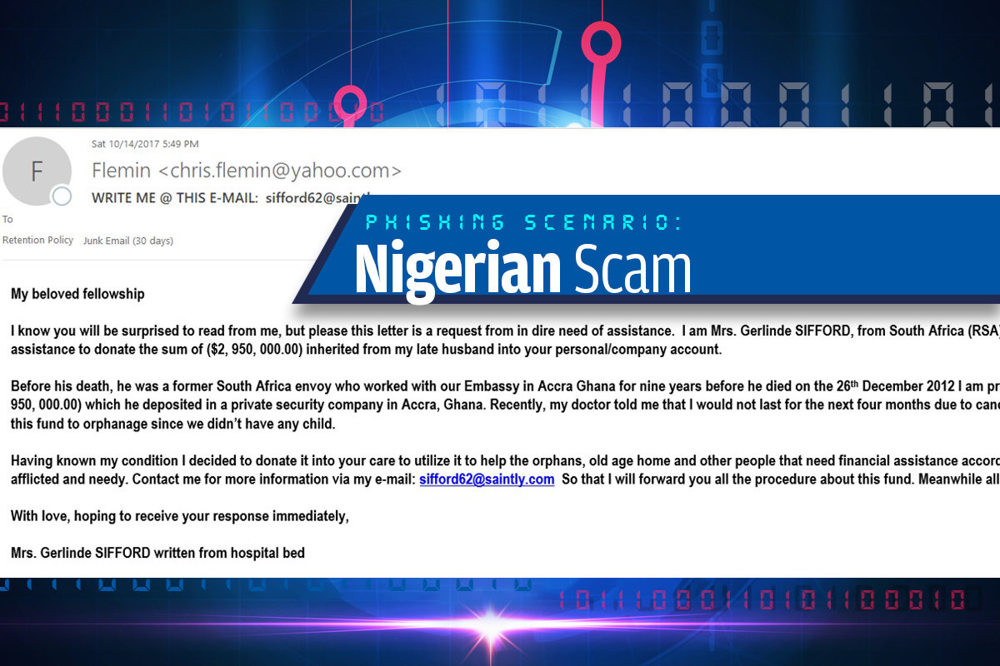 Sat 10/14/2017 5:49 PM
F
Flemin <chris.flemin@yahoo.com>
WRITE ME @ THIS E-MAIL: sifford62@saintl
To
Retention Policy Junk Email (30 days)
PHISHING SCENARIO:
Nigerian Scam
My beloved fellowship
I know you will be surprised to read from me, but please this letter is a request from in dire need of assistance. I am Mrs. Gerlinde SIFFORD, from South Africa (RSA)
assistance to donate the sum of ($2, 950, 000.00) inherited from my late husband into your personal/company account.
Before his death, he was a former South Africa envoy who worked with our Embassy in Accra Ghana for nine years before he died on the 26th December 2012 I am pr
950, 000.00) which he deposited in a private security company in Accra, Ghana. Recently, my doctor told me that I would not last for the next four months due to canc
this fund to orphanage since we didn’t have any child.
Having known my condition I decided to donate it into your care to utilize it to help the orphans, old age home and other people that need financial assistance accord
afflicted and needy. Contact me for more information via my e-mail: sifford62@saintly.com So that I will forward you all the procedure about this fund. Meanwhile all
With love, hoping to receive your response immediately,
Mrs. Gerlinde SIFFORD written from hospital bed
1011100011010110001 0